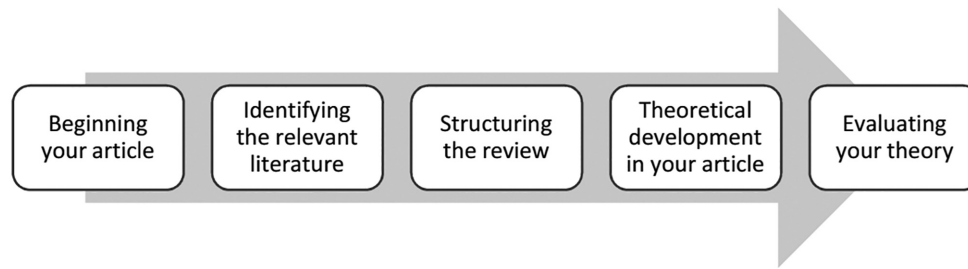 Beginning
your article
Identifying
the relevant
literature
Structuring
the review
Theoretical
development
in your article
Evaluating
your theory